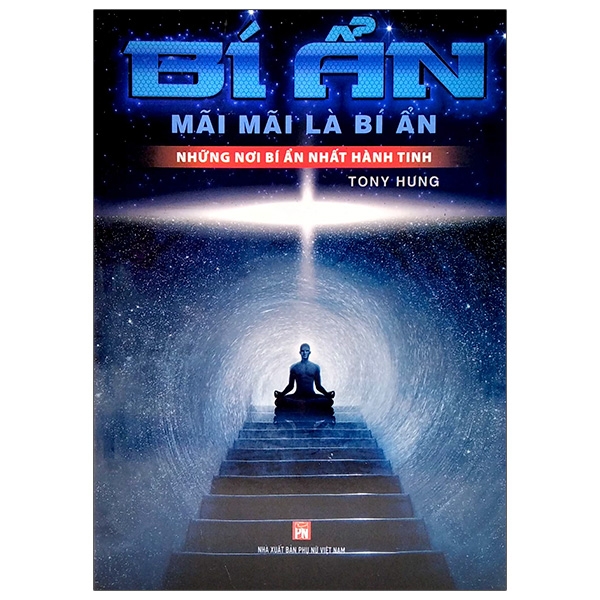 BÍ ẨN
MÃI MÃI LÀ BÍ ẨN
NHỮNG NƠI BÍ ẨN NHẤT HÀNH TINH
TONY HUNG
PN
NHÀ XUẤT BẢN PHỤ NỮ VIỆT NAM